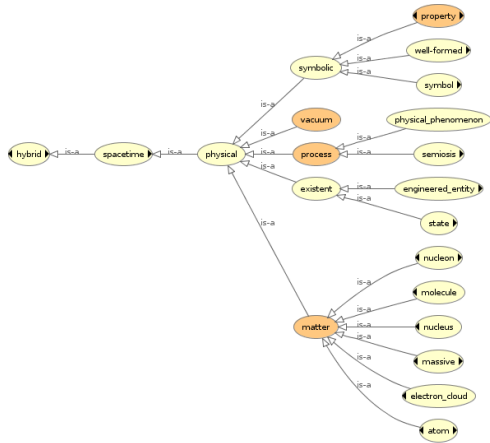 property
is-a
well-formed
is-a
symbolic
is-a
symbol
is-a
vacuum
is-a
physical_phenomenon
is-a
hybrid
is-a
spacetime
is-a
physical
is-a
process
is-a
semiosis
is-a
existent
is-a
engineered_entity
is-a
state
is-a
nucleon
is-a
molecule
is-a
matter
is-a
nucleus
is-a
massive
is-a
electron_cloud
is-a
atom